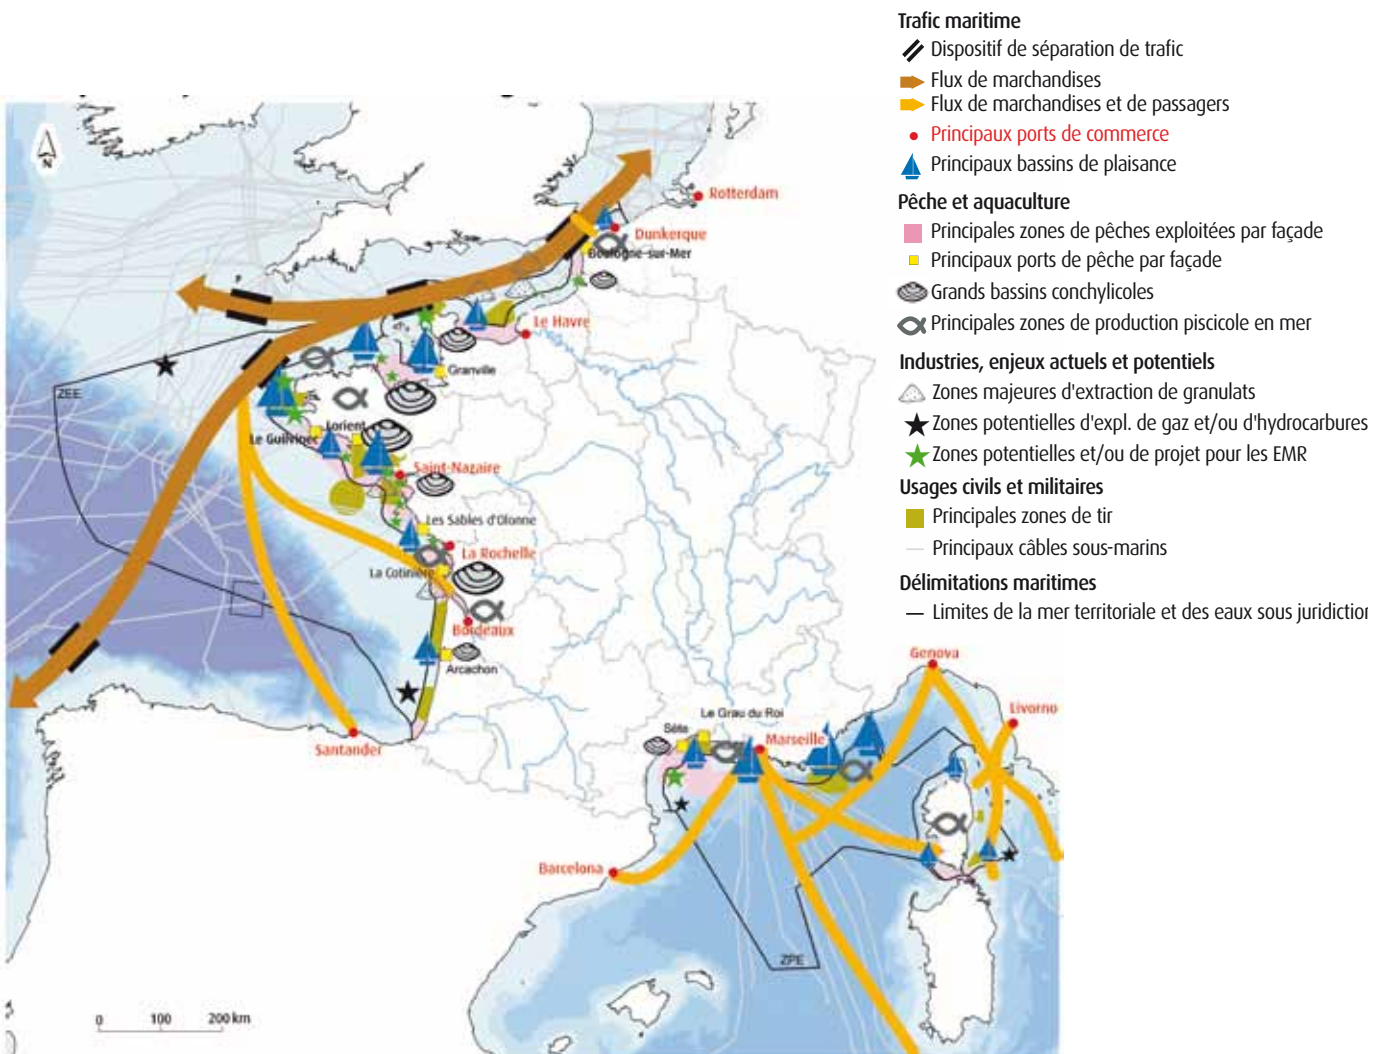 Trafic maritime
Dispositif de séparation de trafic
Flux de marchandises
Flux de marchandises et de passagers
Principaux ports de commerce
Principaux bassins de plaisance
Pêche et aquaculture
Principales zones de pêches exploitées par façade
Principaux ports de pêche par façade
Grands bassins conchylicoles
Principales zones de production piscicole en mer
Industries, enjeux actuels et potentiels
Zones majeures d'extraction de granulats
Zones potentielles d'expl. de gaz et/ou d'hydrocarbures
Zones potentielles et/ou de projet pour les EMR
Usages civils et militaires
Principales zones de tir
Principaux câbles sous-marins
Délimitations maritimes
Limites de la mer territoriale et des eaux sous juridiction
N
Rotterdam
Dunkerque
Boulogne-sur-Mer
Le Havre
Granville
ZEE
Lorient
Le Guilvinec
Saint-Nazaire
Les Sables d'Olonne
La Rochelle
La Cotinière
Bordeaux
Arcachon
Santander
Genova
Livorno
Le Grau du Roi
Sète
Marseille
Barcelona
ZPE
0 100 200 km